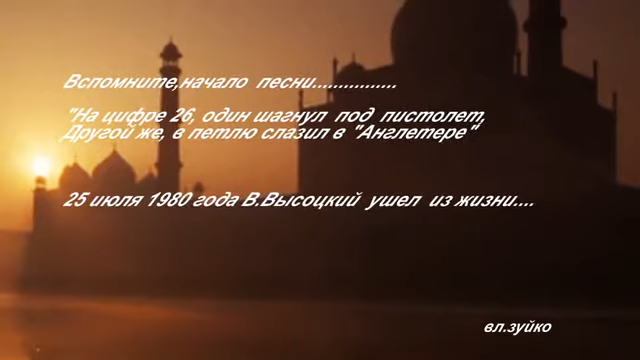 Вспомните,начало песни................
"На цифре 26, один шагнул под пистолет,
Другой же, в петлю слазил в "Англетере"
25 июля 1980 года В.Высоцкий ушел из жизни....
вл.зуйко